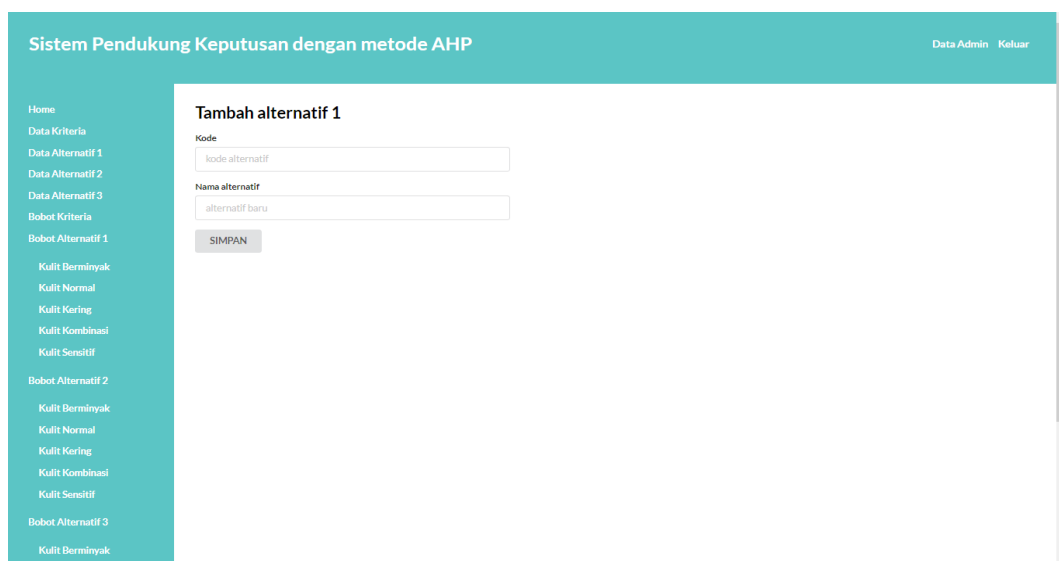 Sistem Pendukung Keputusan dengan metode AHP
Data Admin Keluar
Home
Data Kriteria
Data Alternatif 1
Data Alternatif 2
Data Alternatif 3
Bobot Kriteria
Bobot Alternatif 1
Kulit Berminyak
Kulit Normal
Kulit Kering
Kulit Kombinasi
Kulit Sensitif
Bobot Alternatif 2
Kulit Berminyak
Kulit Normal
Kulit Kering
Kulit Kombinasi
Kulit Sensitif
Bobot Alternatif 3
Kulit Berminyak
Tambah alternatif 1
Kode
kode alternatif
Nama alternatif
alternatif baru
SIMPAN